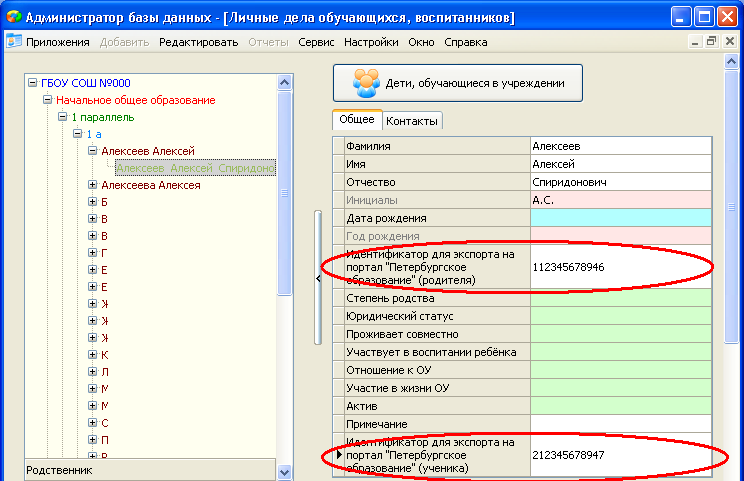 Администратор базы данных - [Личные дела обучающихся, воспитанников]
Приложения Добавить Редактировать Отчеты Сервис Настройки Окно Справка
ГБОУ СОШ №000
Начальное общее образование
1 параллель
1 а
Алексеев Алексей
Алексеев Алексей Спиридоно
Алексеева Алексея
Б
В
В
Г
Е
Е
Ж
Ж
Ж
К
Л
М
М
С
П
Родственник
Дети, обучающиеся в учреждении
Общее Контакты
Фамилия Алексеев
Имя Алексей
Отчество Спиридонович
Инициалы А.С.
Дата рождения
Год рождения
Идентификатор для экспорта на
портал "Петербургское
образование" (родителя)
112345678946
Степень родства
Юридический статус
Проживает совместно
Участвует в воспитании ребёнка
Отношение к ОУ
Участие в жизни ОУ
Актив
Примечание
Идентификатор для экспорта на
портал "Петербургское
образование" (ученика)
212345678947